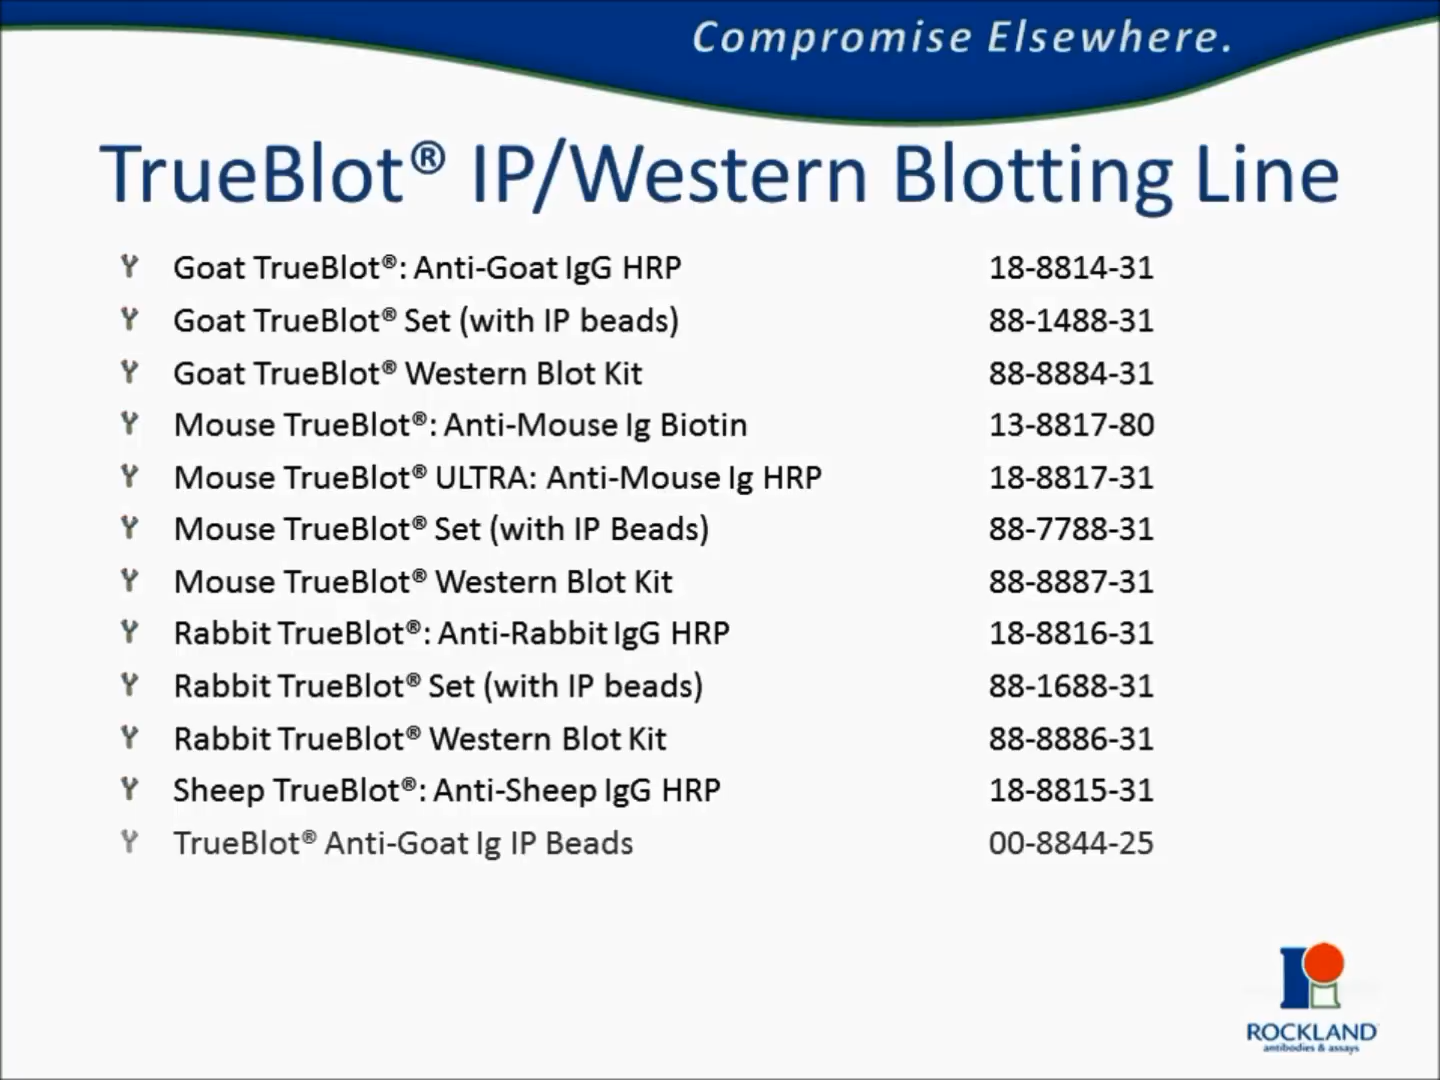 Compromise Elsewhere.
TrueBlot® IP/Western Blotting Line
Goat TrueBlot®: Anti-Goat IgG HRP 18-8814-31
Goat TrueBlot® Set (with IP beads) 88-1488-31
Goat TrueBlot® Western Blot Kit 88-8884-31
Mouse TrueBlot®: Anti-Mouse Ig Biotin 13-8817-80
Mouse TrueBlot® ULTRA: Anti-Mouse Ig HRP 18-8817-31
Mouse TrueBlot® Set (with IP Beads) 88-7788-31
Mouse TrueBlot® Western Blot Kit 88-8887-31
Rabbit TrueBlot®: Anti-Rabbit IgG HRP 18-8816-31
Rabbit TrueBlot® Set (with IP beads) 88-1688-31
Rabbit TrueBlot® Western Blot Kit 88-8886-31
Sheep TrueBlot®: Anti-Sheep IgG HRP 18-8815-31
TrueBlot® Anti-Goat Ig IP Beads 00-8844-25
ROCKLAND
antibodies & assays